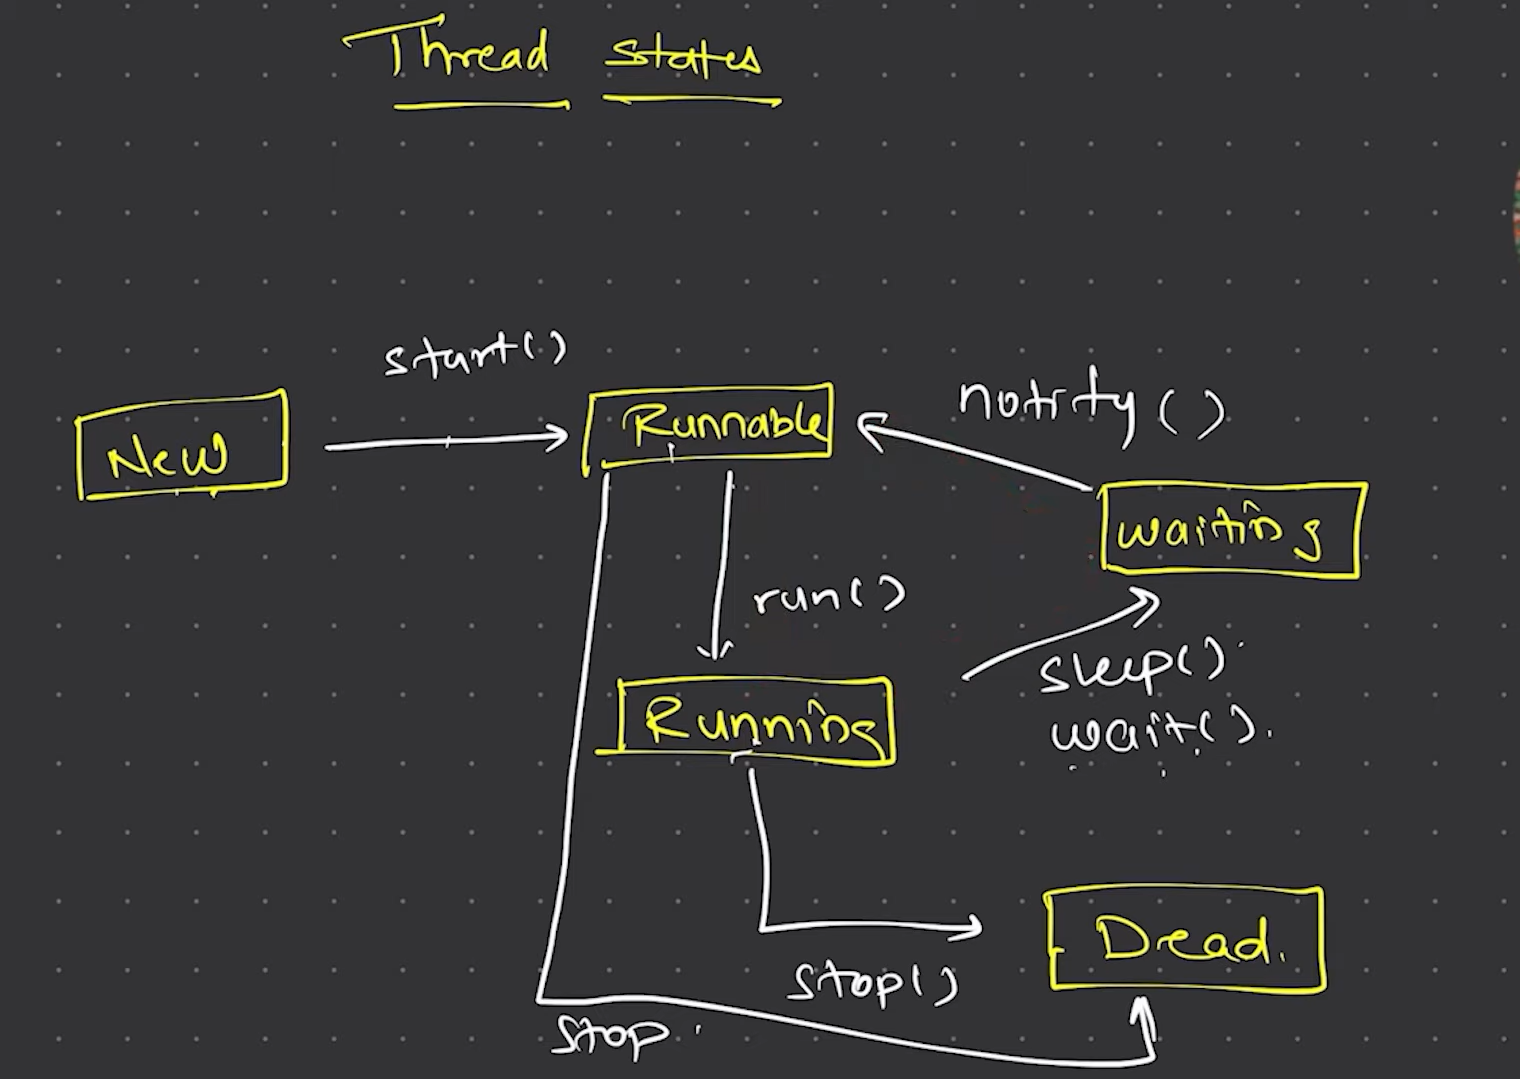 Thread states
start()
New
Runnable
notify()
waiting
run()
sleep()
wait().
Running
Dead.
stop()
stop